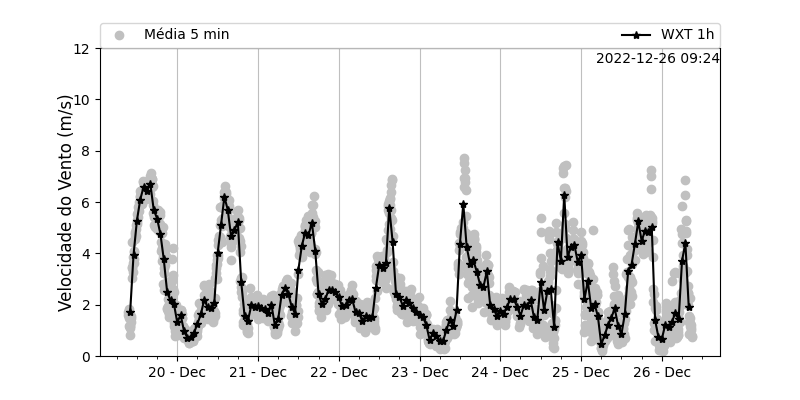 Média 5 min
WXT 1h
2022-12-26 09:24
Velocidade do Vento (m/s)
12
10
8
6
4
2
0
20 - Dec
21 - Dec
22 - Dec
23 - Dec
24 - Dec
25 - Dec
26 - Dec